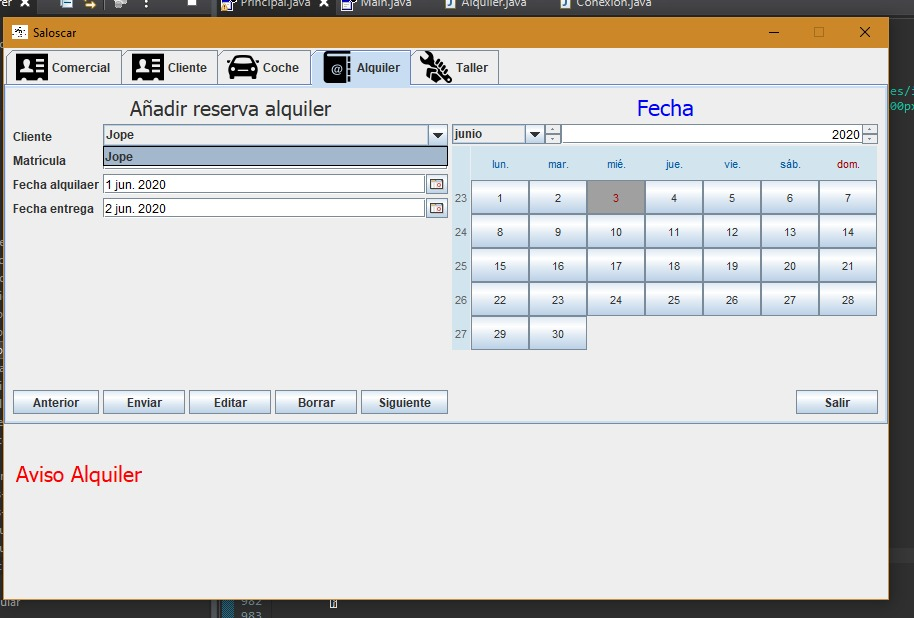 Principal.java Main.java Alquiler.java Conexion.java
Saloscar
Comercial Cliente Coche Alquiler Taller
Añadir reserva alquiler
Fecha
Cliente Jope
Jope
Matrícula
Fecha alquilaer 1 jun. 2020
Fecha entrega 2 jun. 2020
junio 2020
lun. mar. mié. jue. vie. sáb. dom.
23 1 2 3 4 5 6 7
24 8 9 10 11 12 13 14
25 15 16 17 18 19 20 21
26 22 23 24 25 26 27 28
27 29 30
Anterior Enviar Editar Borrar Siguiente Salir
Aviso Alquiler
982
983